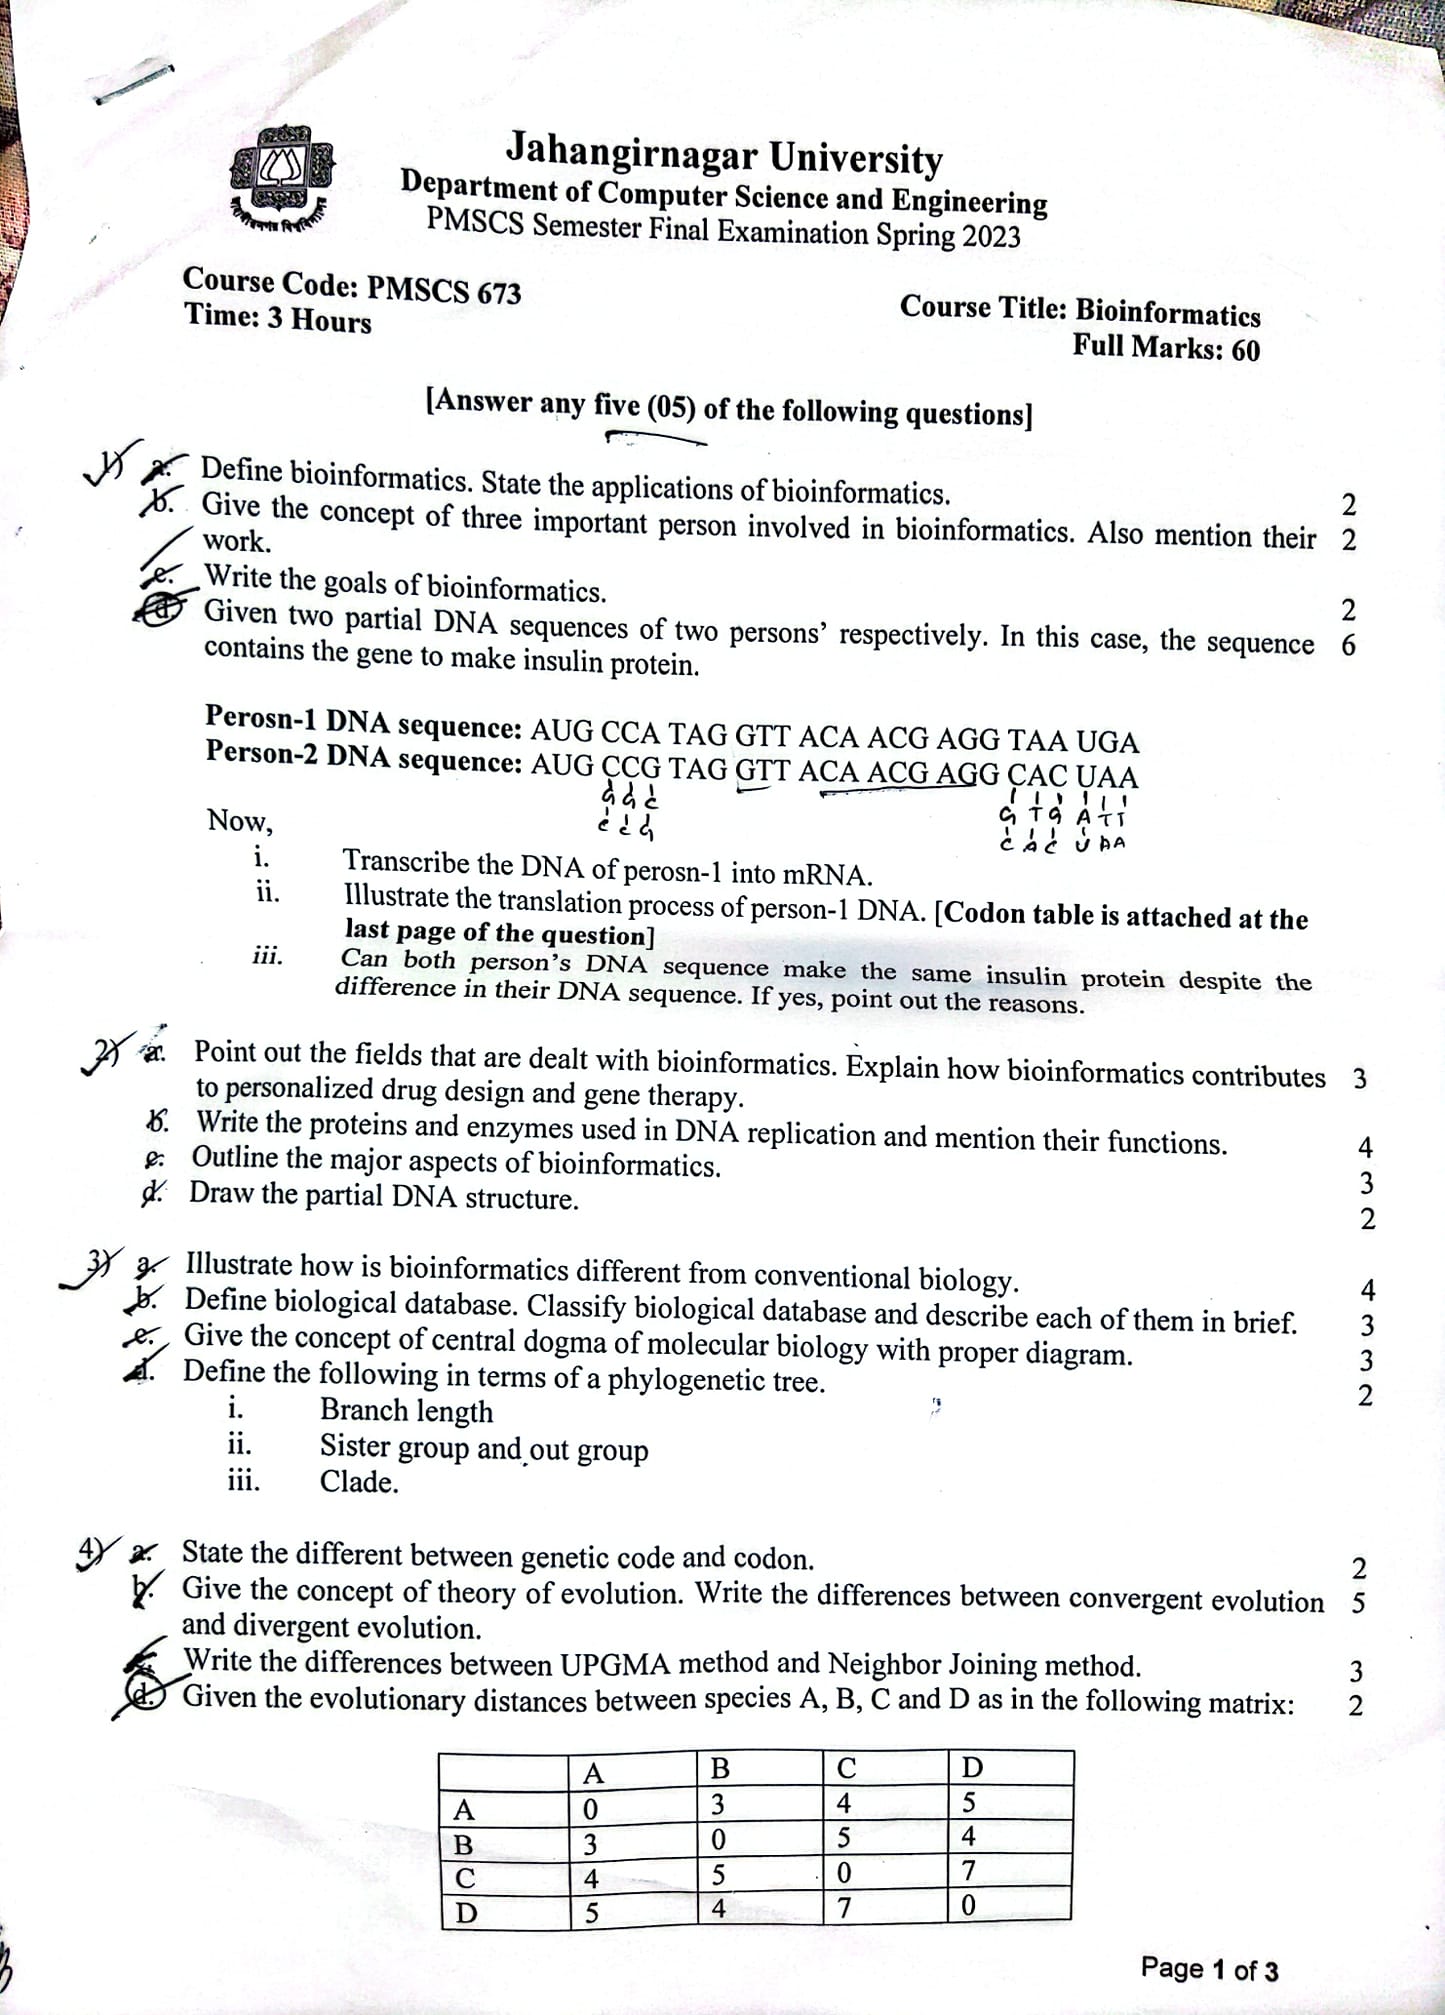 Jahangirnagar University
Department of Computer Science and Engineering
PMSCS Semester Final Examination Spring 2023
Course Code: PMSCS 673
Time: 3 Hours
Course Title: Bioinformatics
Full Marks: 60
[Answer any five (05) of the following questions]
1) a. Define bioinformatics. State the applications of bioinformatics. 2
b. Give the concept of three important person involved in bioinformatics. Also mention their 2
work.
c. Write the goals of bioinformatics. 2
d. Given two partial DNA sequences of two persons' respectively. In this case, the sequence 6
contains the gene to make insulin protein.
Perosn-1 DNA sequence: AUG CCA TAG GTT ACA ACG AGG TAA UGA
Person-2 DNA sequence: AUG CCG TAG GTT ACA ACG AGG CAC UAA
G G C G T G A T T
C C G C A C U A A
Now,
i. Transcribe the DNA of perosn-1 into mRNA.
ii. Illustrate the translation process of person-1 DNA. [Codon table is attached at the
last page of the question]
iii. Can both person's DNA sequence make the same insulin protein despite the
difference in their DNA sequence. If yes, point out the reasons.
2) a. Point out the fields that are dealt with bioinformatics. Explain how bioinformatics contributes 3
to personalized drug design and gene therapy.
b. Write the proteins and enzymes used in DNA replication and mention their functions. 4
c. Outline the major aspects of bioinformatics. 3
d. Draw the partial DNA structure. 2
3) a. Illustrate how is bioinformatics different from conventional biology. 4
b. Define biological database. Classify biological database and describe each of them in brief. 3
c. Give the concept of central dogma of molecular biology with proper diagram. 3
d. Define the following in terms of a phylogenetic tree. 2
i. Branch length
ii. Sister group and out group
iii. Clade.
4) a. State the different between genetic code and codon. 2
b. Give the concept of theory of evolution. Write the differences between convergent evolution 5
and divergent evolution.
c. Write the differences between UPGMA method and Neighbor Joining method. 3
d. Given the evolutionary distances between species A, B, C and D as in the following matrix: 2
A B C D
A 0 3 4 5
B 3 0 5 4
C 4 5 0 7
D 5 4 7 0
Page 1 of 3